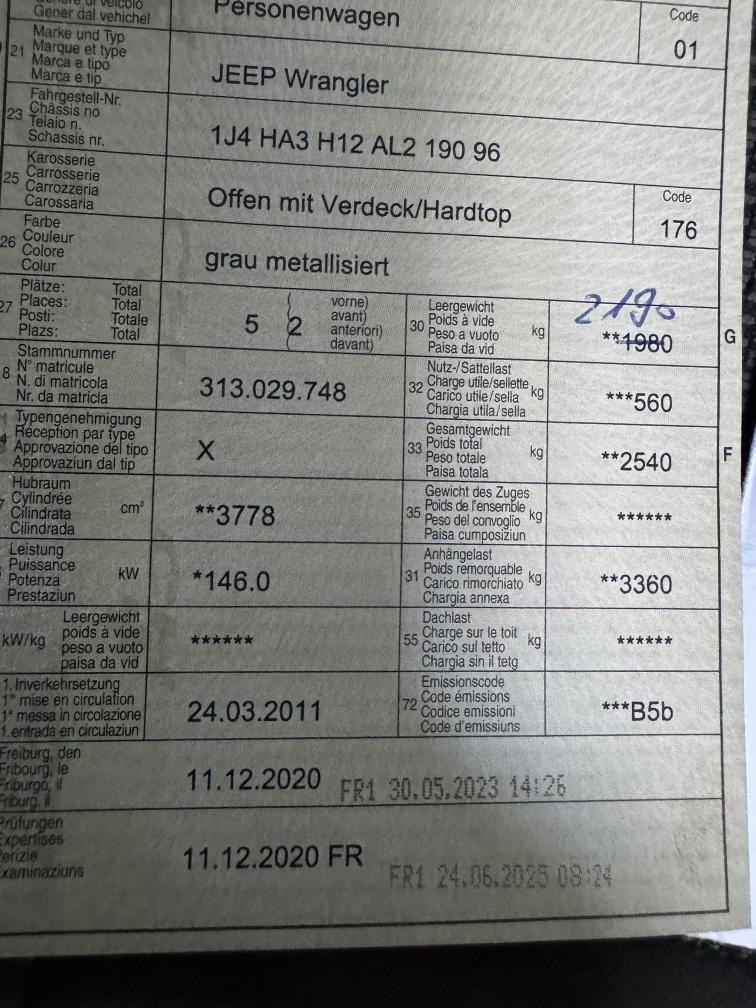 Gener dal vehichel
Personenwagen
Code
01
21
Marke und Typ
Marque et type
Marca e tipo
Marca e tip
JEEP Wrangler
23
Fahrgestell-Nr.
Châssis no
Telaio n.
Schassis nr.
1J4 HA3 H12 AL2 190 96
25
Karosserie
Carrosserie
Carrozzeria
Carossaria
Offen mit Verdeck/Hardtop
Code
176
26
Farbe
Couleur
Colore
Colur
grau metallisiert
27
Plätze: Total
Places: Total
Posti: Totale
Plazs: Total
5 2
vorne)
avant)
anteriori)
davant)
30
Leergewicht
Poids à vide
Peso a vuoto kg
Paisa da vid
2190
**1980
G
8
Stammnummer
N° matricule
N. di matricola
Nr. da matricla
313.029.748
32
Nutz-/Sattellast
Charge utile/sellette kg
Carico utile/sella
Chargia utila/sella
***560
4
Typengenehmigung
Réception par type
Approvazione del tipo
Approvaziun dal tip
X
33
Gesamtgewicht
Poids total
Peso totale kg
Paisa totala
**2540
F
7
Hubraum
Cylindrée
Cilindrata cm³
Cilindrada
**3778
35
Gewicht des Zuges
Poids de l'ensemble
Peso del convoglio kg
Paisa cumposiziun
******
Leistung
Puissance
Potenza kW
Prestaziun
*146.0
31
Anhängelast
Poids remorquable
Carico rimorchiato kg
Chargia annexa
**3360
kW/kg
Leergewicht
poids à vide
peso a vuoto
paisa da vid
******
55
Dachlast
Charge sur le toit
Carico sul tetto kg
Chargia sin il tetg
******
1. Inverkehrsetzung
1re mise en circulation
1a messa in circolazione
1. entrada en circulaziun
24.03.2011
72
Emissionscode
Code émissions
Codice emissioni
Code d'emissiuns
***B5b
Freiburg, den
Fribourg, le
Friburgo, il
Friburg, il
11.12.2020
FR1 30.05.2023 14:26
Prüfungen
Expertises
Perizie
Examinaziuns
11.12.2020 FR
FR1 24.06.2025 08:24